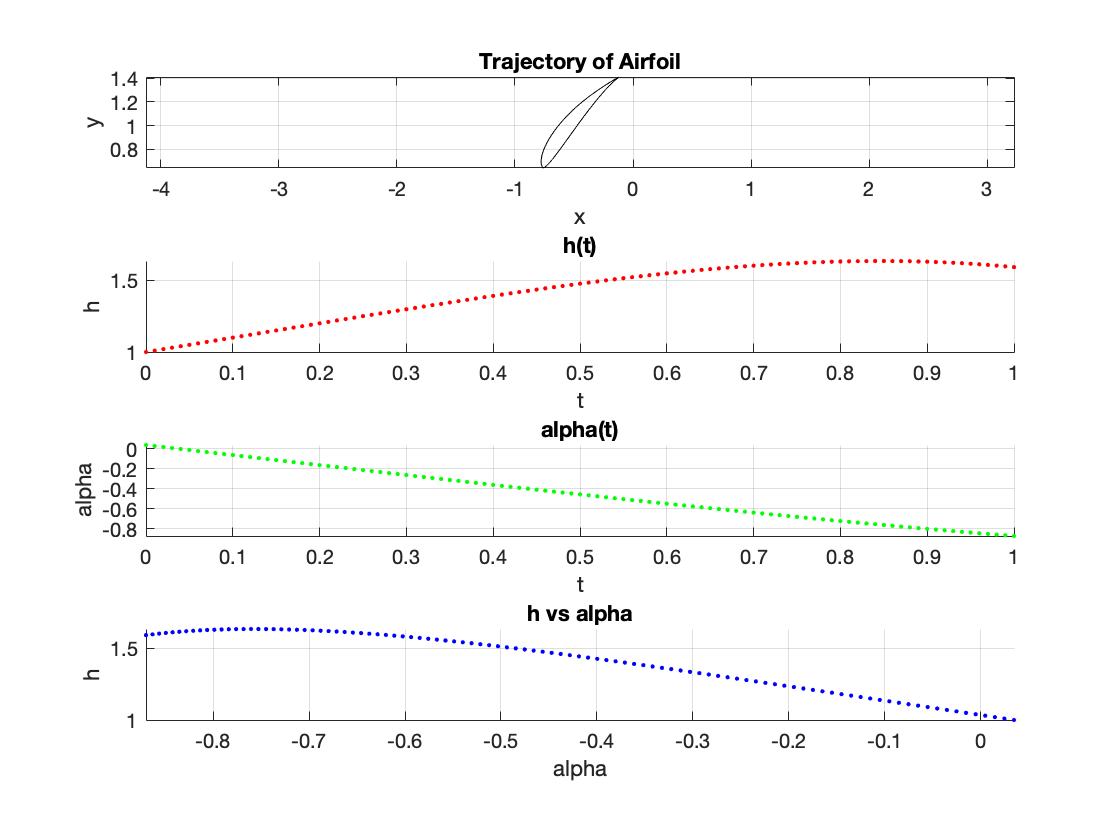 Trajectory of Airfoil
1.4
1.2
1
0.8
y
-4 -3 -2 -1 0 1 2 3
x
h(t)
1.5
1
h
0 0.1 0.2 0.3 0.4 0.5 0.6 0.7 0.8 0.9 1
t
alpha(t)
0
-0.2
-0.4
-0.6
-0.8
alpha
0 0.1 0.2 0.3 0.4 0.5 0.6 0.7 0.8 0.9 1
t
h vs alpha
1.5
1
h
-0.8 -0.7 -0.6 -0.5 -0.4 -0.3 -0.2 -0.1 0
alpha